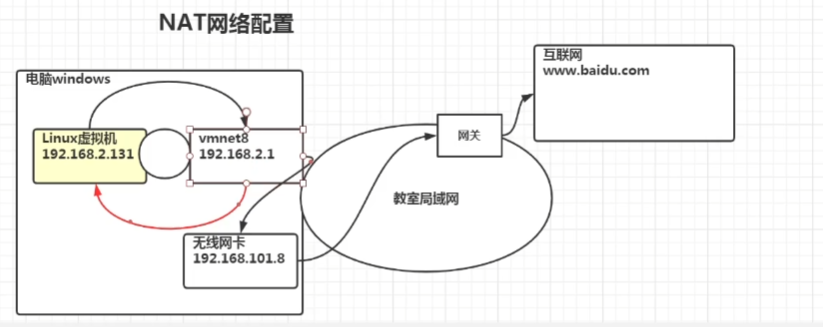 NAT网络配置
电脑windows
互联网
www.baidu.com
Linux虚拟机
192.168.2.131
vmnet8
192.168.2.1
网关
教室局域网
无线网卡
192.168.101.8